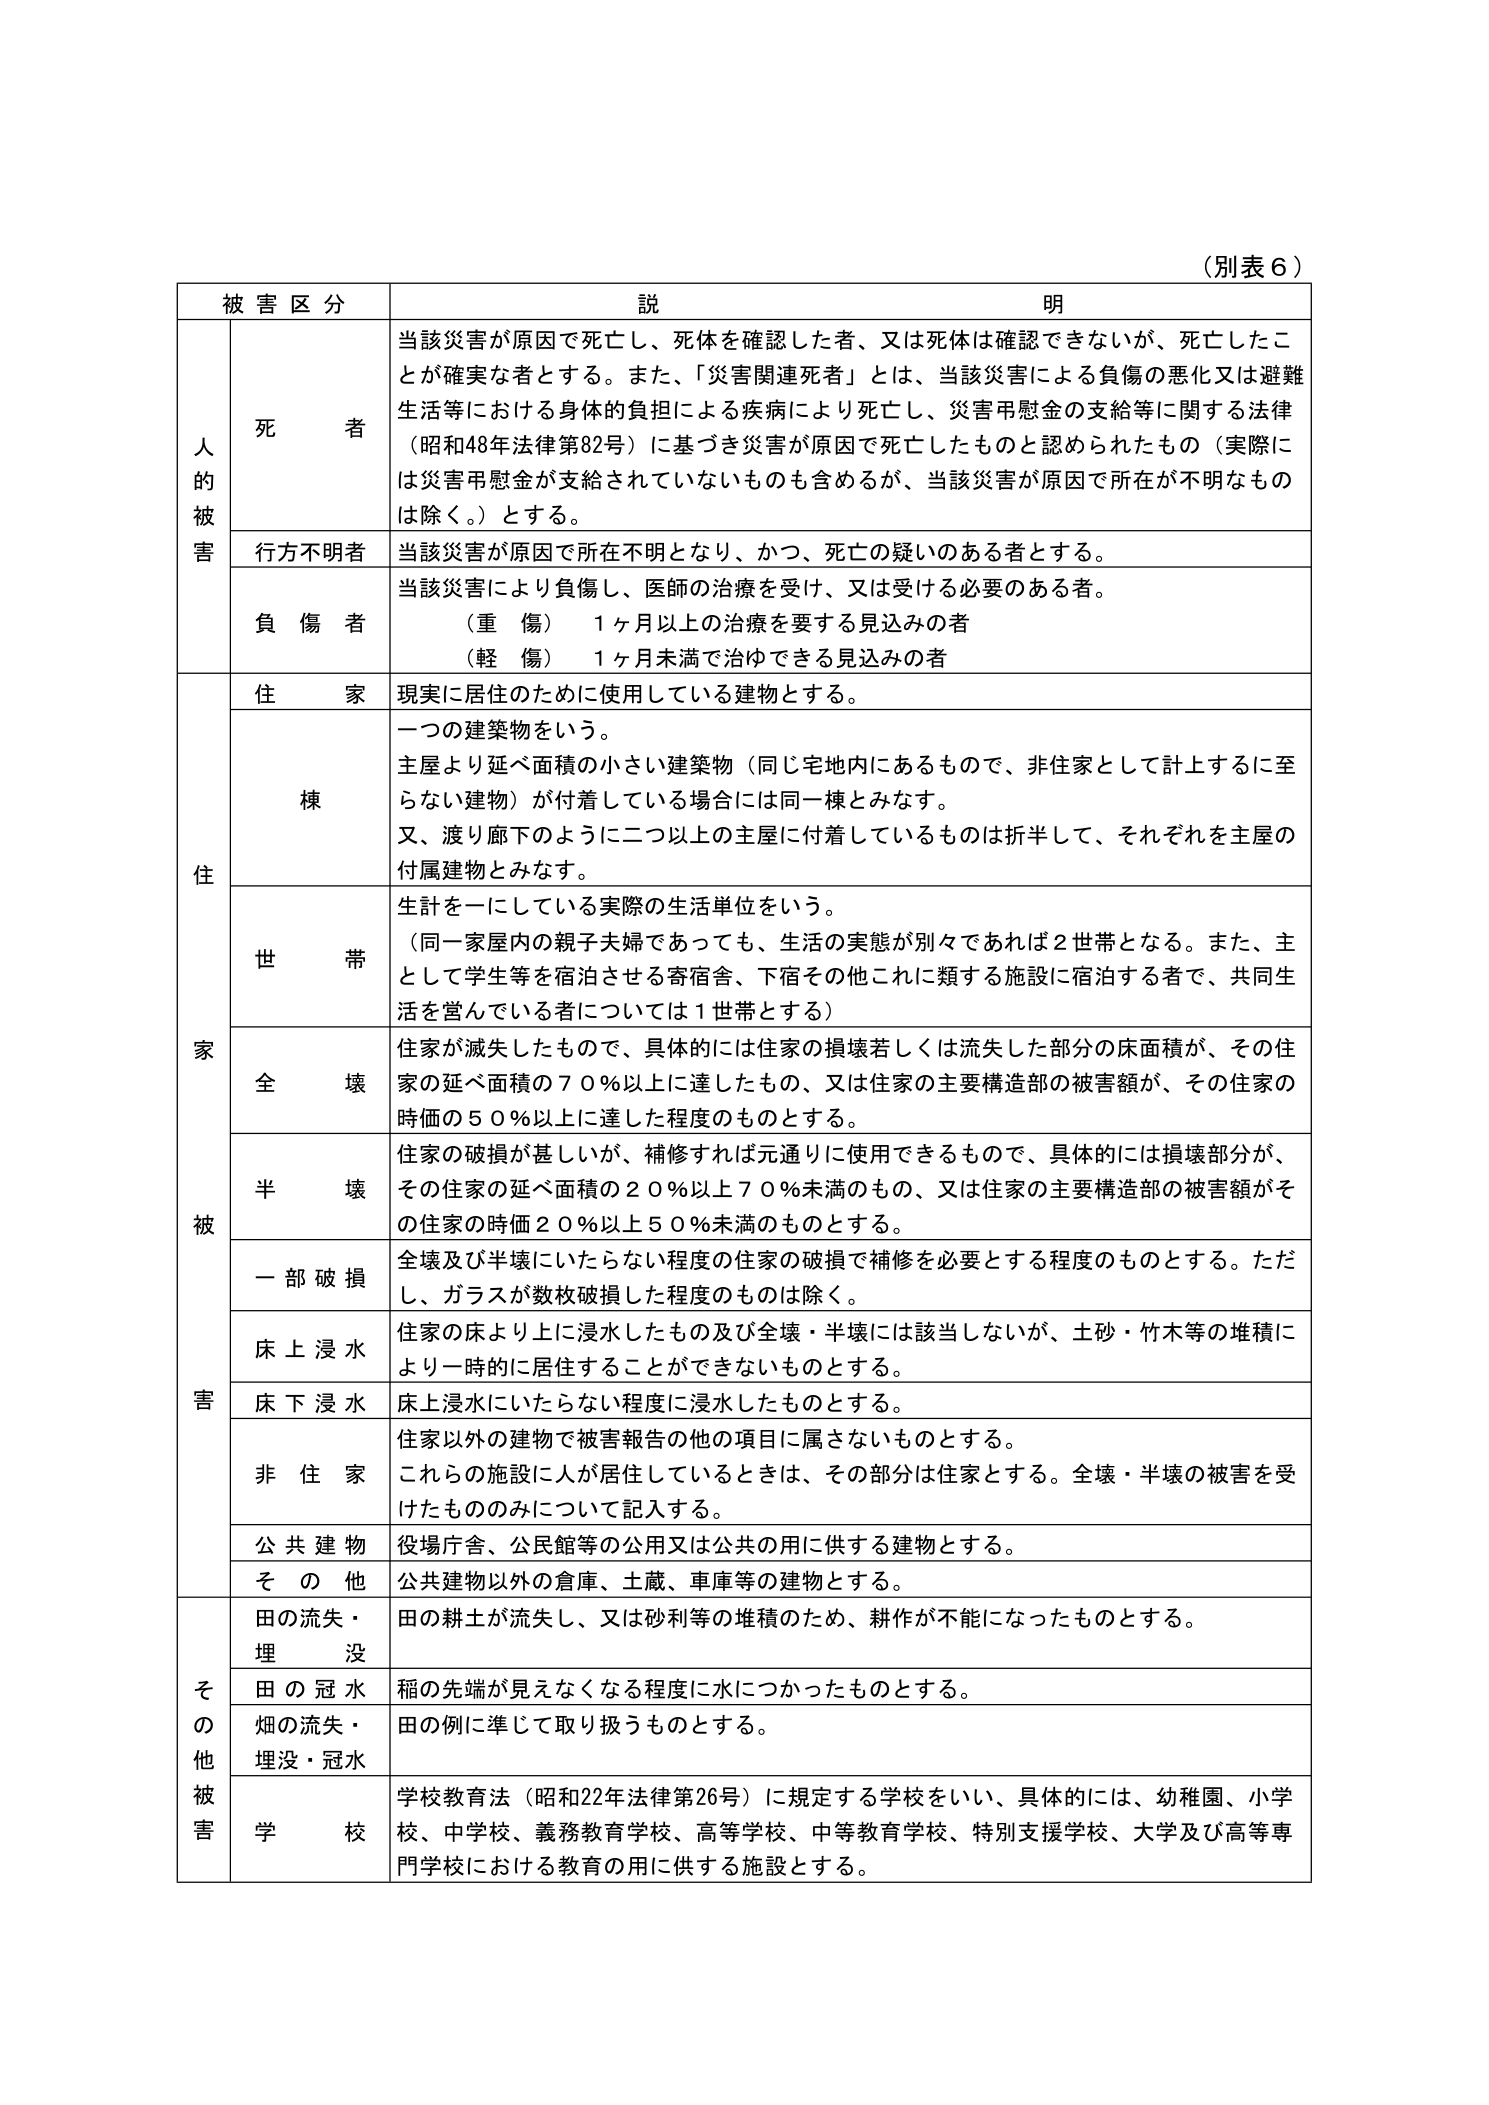 （別表６）
被害区分　説　明
人的被害
死　者
当該災害が原因で死亡し、死体を確認した者、又は死体は確認できないが、死亡したこ
とが確実な者とする。また、「災害関連死者」とは、当該災害による負傷の悪化又は避難
生活等における身体的負担による疾病により死亡し、災害弔慰金の支給等に関する法律
（昭和48年法律第82号）に基づき災害が原因で死亡したものと認められたもの（実際に
は災害弔慰金が支給されていないものも含めるが、当該災害が原因で所在が不明なもの
は除く。）とする。
行方不明者
当該災害が原因で所在不明となり、かつ、死亡の疑いのある者とする。
負　傷　者
当該災害により負傷し、医師の治療を受け、又は受ける必要のある者。
（重　傷）　１ヶ月以上の治療を要する見込みの者
（軽　傷）　１ヶ月未満で治ゆできる見込みの者
住家被害
住　家
現実に居住のために使用している建物とする。
棟
一つの建築物をいう。
主屋より延べ面積の小さい建築物（同じ宅地内にあるもので、非住家として計上するに至
らない建物）が付着している場合には同一棟とみなす。
又、渡り廊下のように二つ以上の主屋に付着しているものは折半して、それぞれを主屋の
付属建物とみなす。
世　帯
生計を一にしている実際の生活単位をいう。
（同一家屋内の親子夫婦であっても、生活の実態が別々であれば２世帯となる。また、主
として学生等を宿泊させる寄宿舎、下宿その他これに類する施設に宿泊する者で、共同生
活を営んでいる者については１世帯とする）
全　壊
住家が滅失したもので、具体的には住家の損壊若しくは流失した部分の床面積が、その住
家の延べ面積の７０％以上に達したもの、又は住家の主要構造部の被害額が、その住家の
時価の５０％以上に達した程度のものとする。
半　壊
住家の破損が甚しいが、補修すれば元通りに使用できるもので、具体的には損壊部分が、
その住家の延べ面積の２０％以上７０％未満のもの、又は住家の主要構造部の被害額がそ
の住家の時価２０％以上５０％未満のものとする。
一部破損
全壊及び半壊にいたらない程度の住家の破損で補修を必要とする程度のものとする。ただ
し、ガラスが数枚破損した程度のものは除く。
床上浸水
住家の床より上に浸水したもの及び全壊・半壊には該当しないが、土砂・竹木等の堆積に
より一時的に居住することができないものとする。
床下浸水
床上浸水にいたらない程度に浸水したものとする。
非　住　家
住家以外の建物で被害報告の他の項目に属さないものとする。
これらの施設に人が居住しているときは、その部分は住家とする。全壊・半壊の被害を受
けたもののみについて記入する。
公共建物
役場庁舎、公民館等の公用又は公共の用に供する建物とする。
そ　の　他
公共建物以外の倉庫、土蔵、車庫等の建物とする。
その他被害
田の流失・
埋　没
田の耕土が流失し、又は砂利等の堆積のため、耕作が不能になったものとする。
田の冠水
稲の先端が見えなくなる程度に水につかったものとする。
畑の流失・
埋没・冠水
田の例に準じて取り扱うものとする。
学　校
学校教育法（昭和22年法律第26号）に規定する学校をいい、具体的には、幼稚園、小学
校、中学校、義務教育学校、高等学校、中等教育学校、特別支援学校、大学及び高等専
門学校における教育の用に供する施設とする。